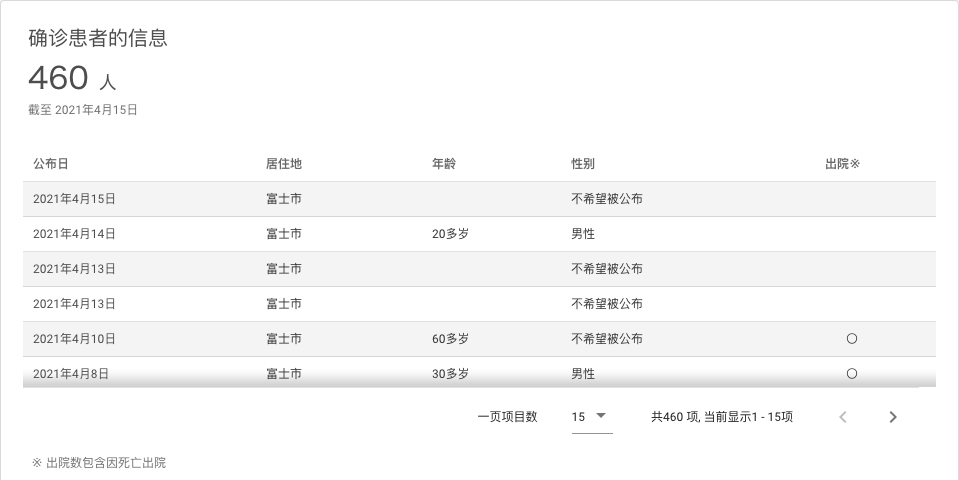 确诊患者的信息
460 人
截至 2021年4月15日
公布日 居住地 年龄 性别 出院※
2021年4月15日 富士市 不希望被公布
2021年4月14日 富士市 20多岁 男性
2021年4月13日 富士市 不希望被公布
2021年4月13日 富士市 不希望被公布
2021年4月10日 富士市 60多岁 不希望被公布 〇
2021年4月8日 富士市 30多岁 男性 〇
一页项目数 15 共460 项, 当前显示1 - 15项
※ 出院数包含因死亡出院